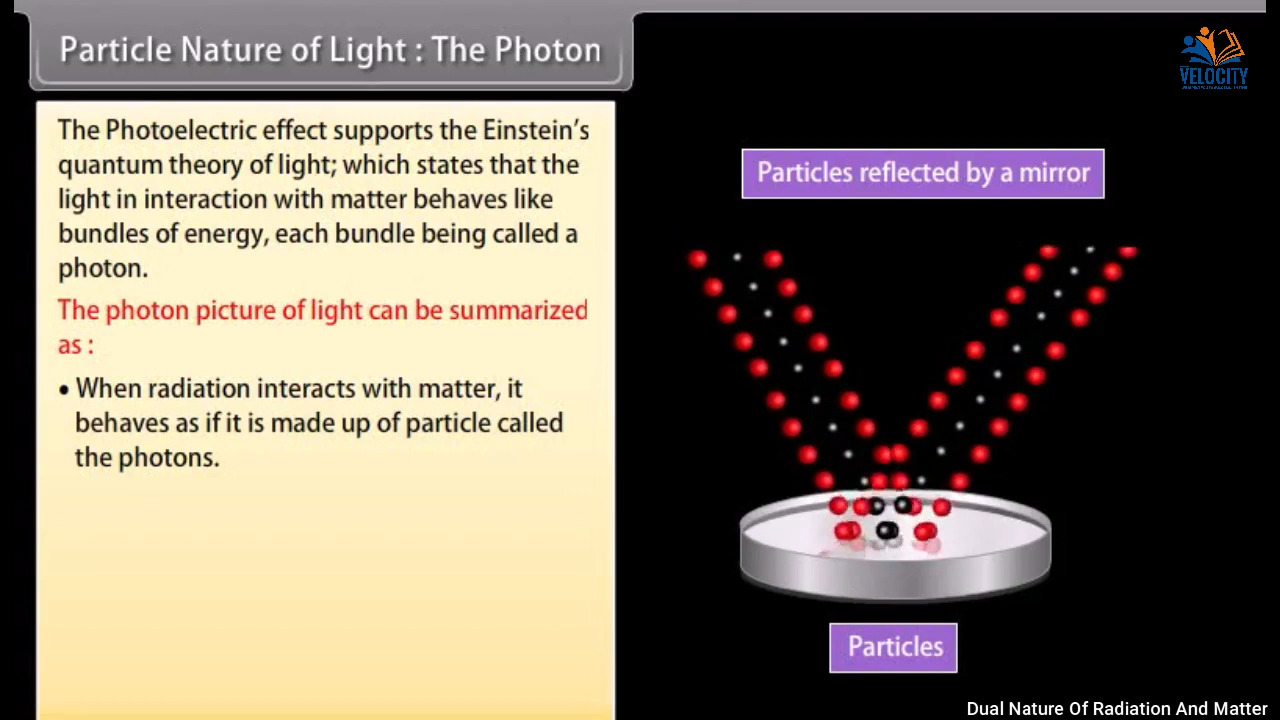 Particle Nature of Light : The Photon
VELOCITY
The Photoelectric effect supports the Einstein's
quantum theory of light; which states that the
light in interaction with matter behaves like
bundles of energy, each bundle being called a
photon.
The photon picture of light can be summarized
as :
• When radiation interacts with matter, it
behaves as if it is made up of particle called
the photons.
Particles reflected by a mirror
Particles
Dual Nature Of Radiation And Matter